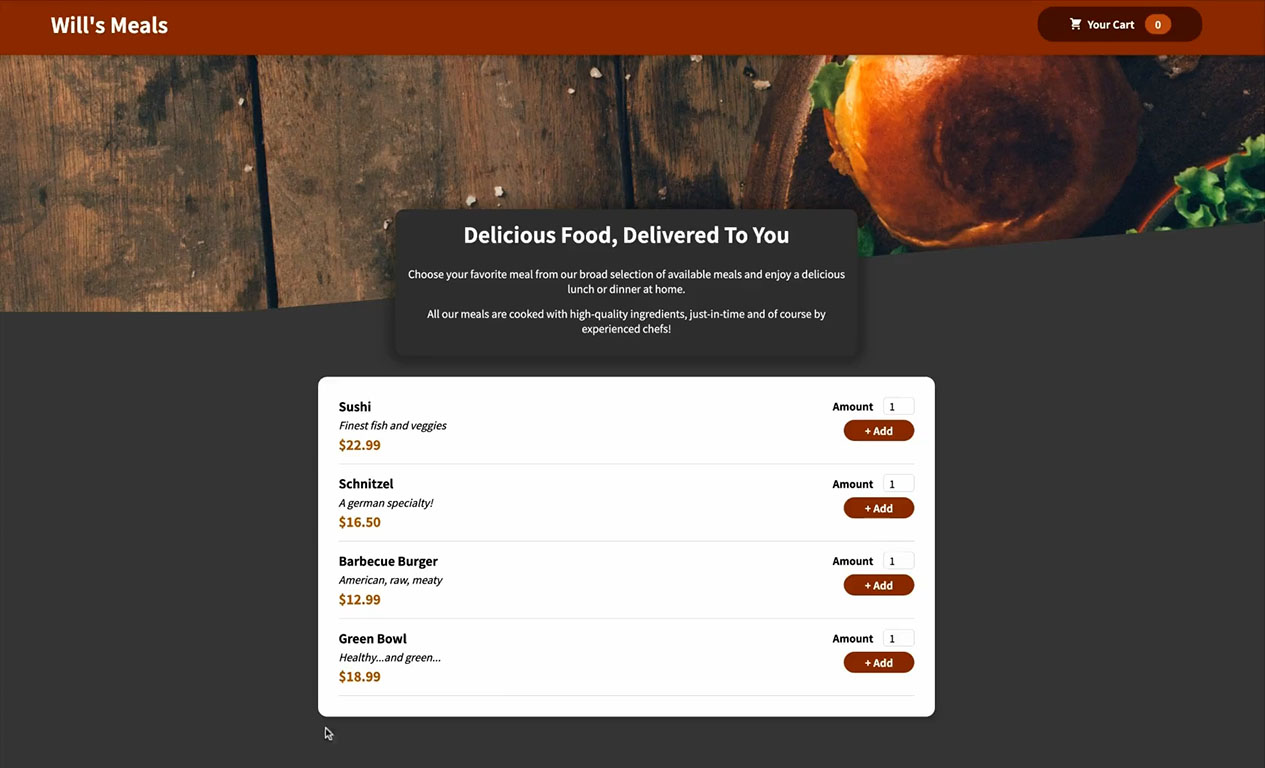 Will's Meals
Your Cart 0
Delicious Food, Delivered To You
Choose your favorite meal from our broad selection of available meals and enjoy a delicious
lunch or dinner at home.
All our meals are cooked with high-quality ingredients, just-in-time and of course by
experienced chefs!
Sushi
Finest fish and veggies
$22.99
Amount 1
+ Add
Schnitzel
A german specialty!
$16.50
Amount 1
+ Add
Barbecue Burger
American, raw, meaty
$12.99
Amount 1
+ Add
Green Bowl
Healthy...and green...
$18.99
Amount 1
+ Add